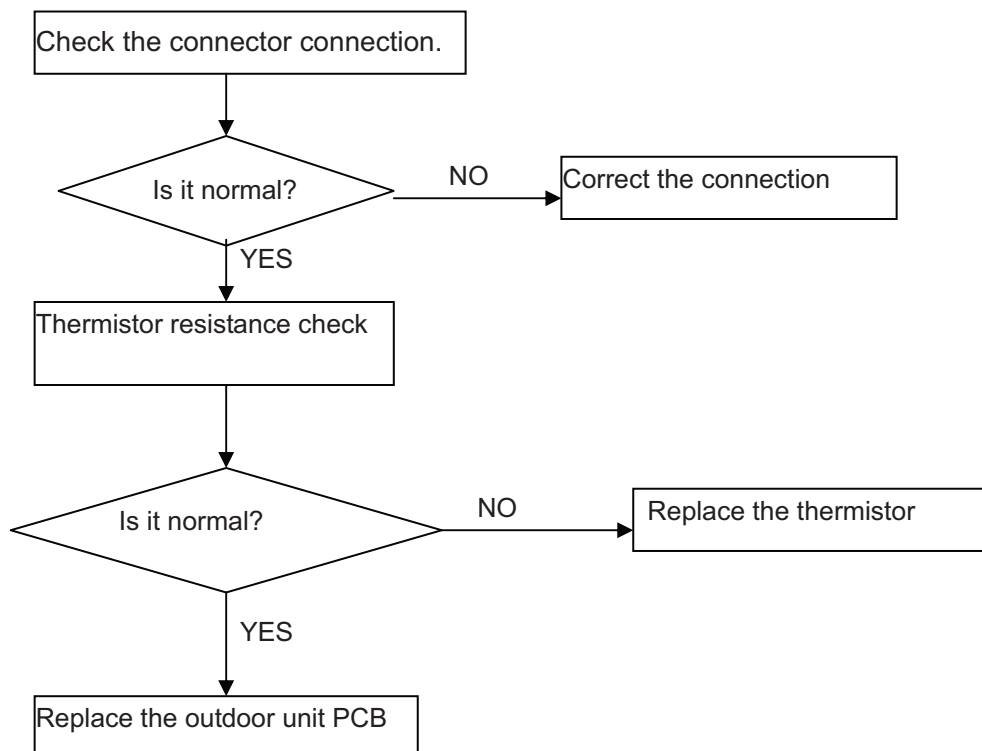 Check the connector connection.
Is it normal?
NO
Correct the connection
YES
Thermistor resistance check
Is it normal?
NO
Replace the thermistor
YES
Replace the outdoor unit PCB